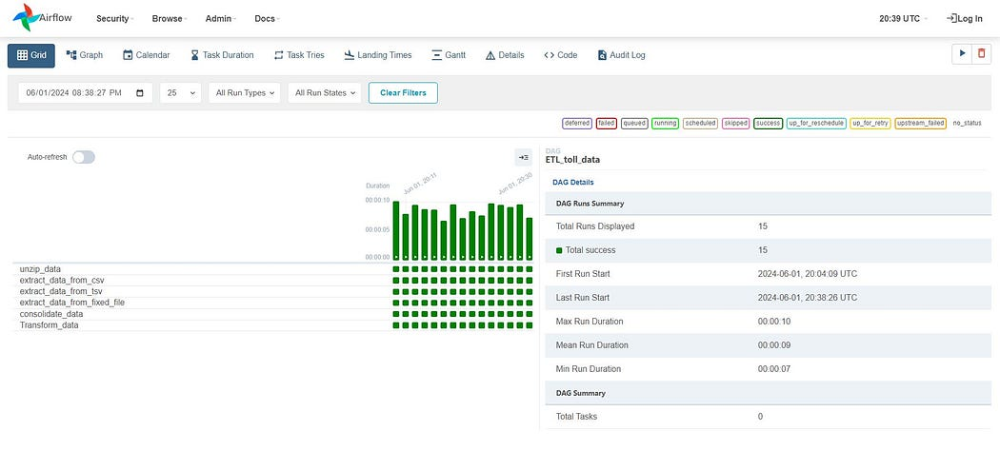 Airflow Security Browse Admin Docs 20:39 UTC Log In
Grid Graph Calendar Task Duration Task Tries Landing Times Gantt Details Code Audit Log
06/01/2024 08:38:27 PM 25 All Run Types All Run States Clear Filters
deferred failed queued running scheduled skipped success up_for_reschedule up_for_retry upstream_failed no_status
Auto-refresh
Duration
Jun 01, 20:11
Jun 01, 20:30
00:00:10
00:00:05
00:00:00
unzip_data
extract_data_from_csv
extract_data_from_tsv
extract_data_from_fixed_file
consolidate_data
Transform_data
DAG
ETL_toll_data
DAG Details
DAG Runs Summary
Total Runs Displayed 15
Total success 15
First Run Start 2024-06-01, 20:04:09 UTC
Last Run Start 2024-06-01, 20:38:26 UTC
Max Run Duration 00:00:10
Mean Run Duration 00:00:09
Min Run Duration 00:00:07
DAG Summary
Total Tasks 0